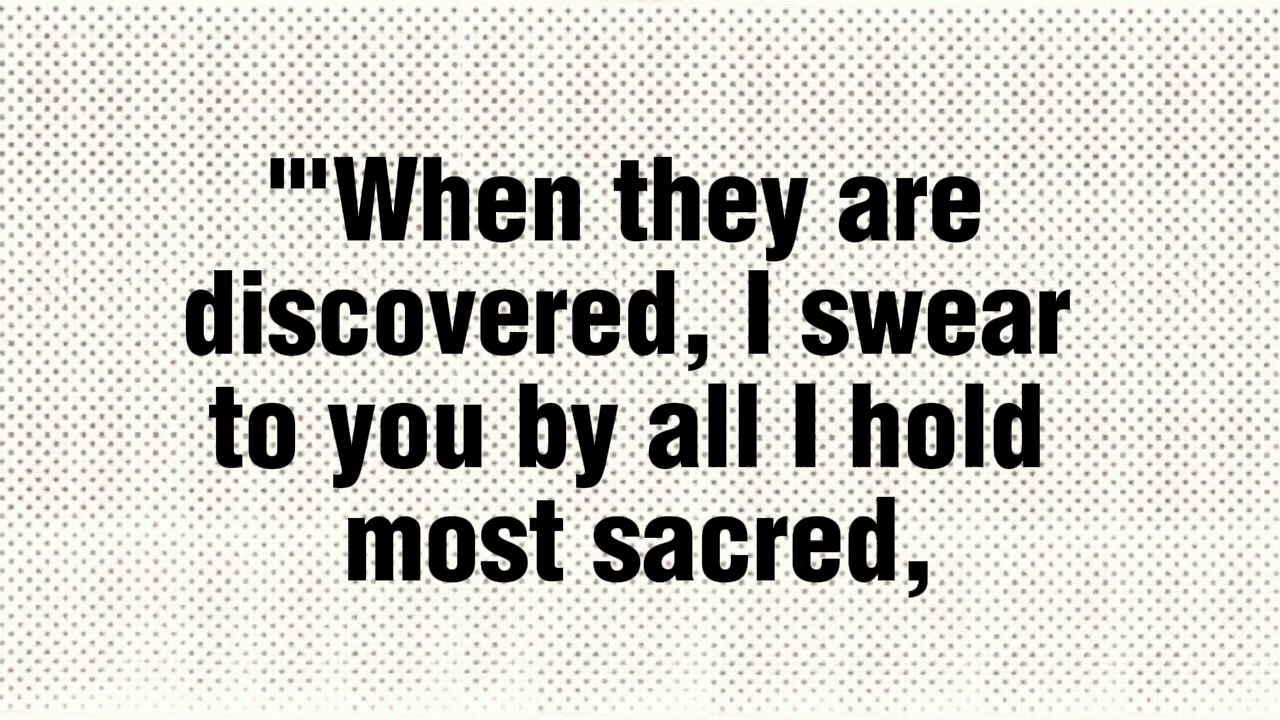 "'When they are
discovered, I swear
to you by all I hold
most sacred,